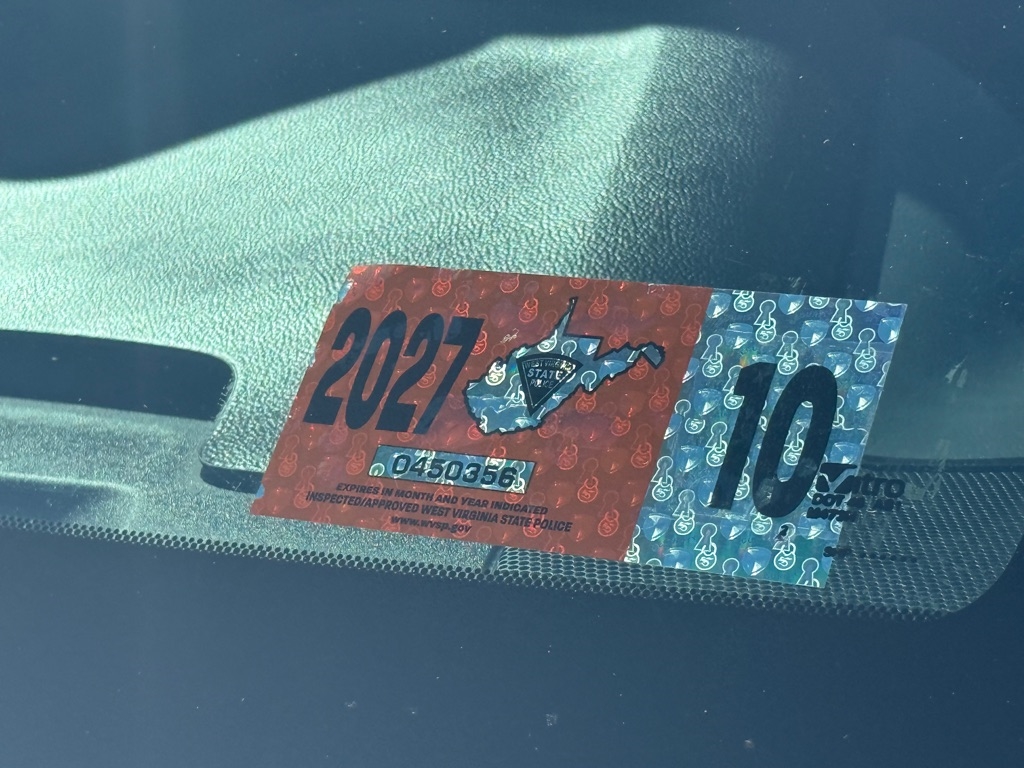 2027
WEST VIRGINIA
STATE
POLICE
10
0450356
EXPIRES IN MONTH AND YEAR INDICATED
INSPECTED/APPROVED WEST VIRGINIA STATE POLICE
www.wvsp.gov